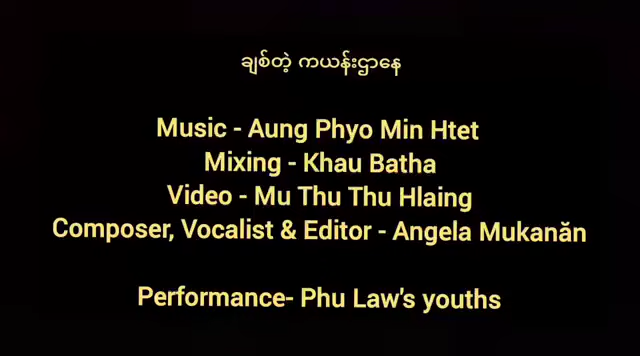 ချစ်တဲ့ ကယန်းဌာနေ
Music - Aung Phyo Min Htet
Mixing - Khau Batha
Video - Mu Thu Thu Hlaing
Composer, Vocalist & Editor - Angela Mukanăn
Performance- Phu Law's youths